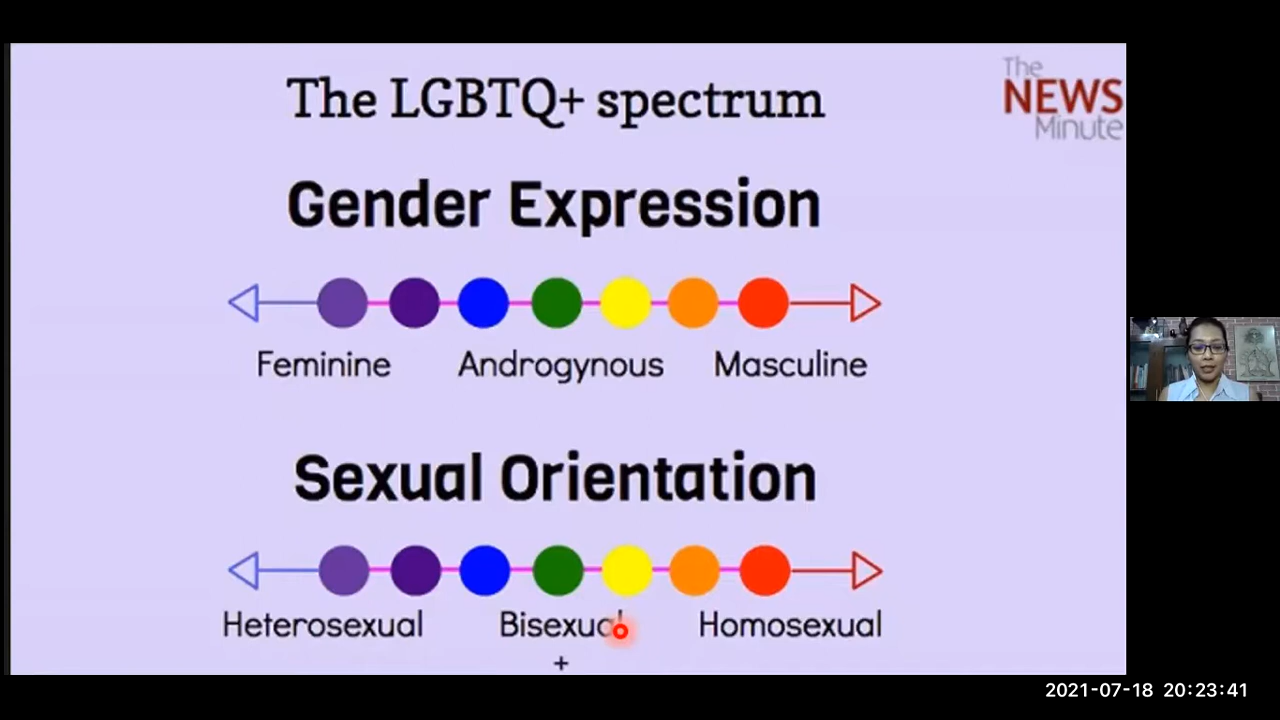 The LGBTQ+ spectrum
The
NEWS
Minute
Gender Expression
Feminine Androgynous Masculine
Sexual Orientation
Heterosexual Bisexual Homosexual
+
2021-07-18 20:23:41